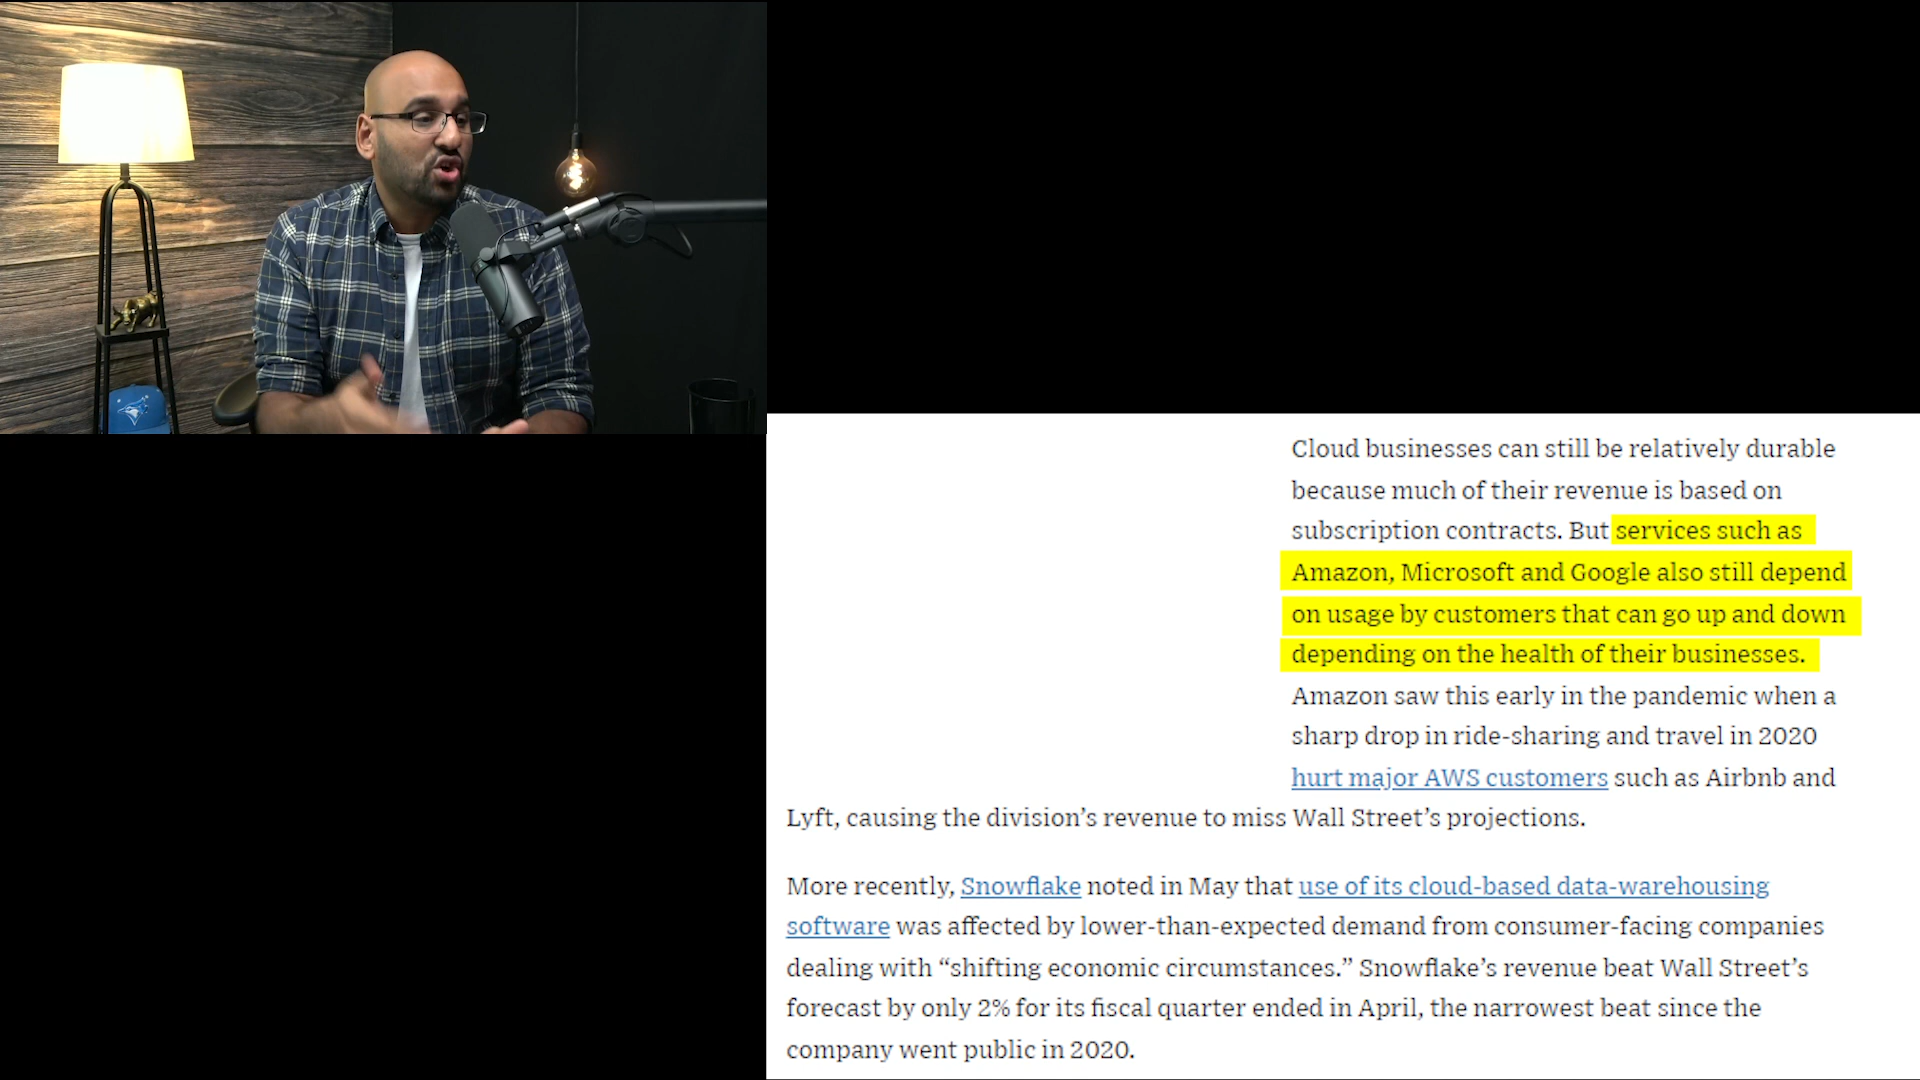 Cloud businesses can still be relatively durable
because much of their revenue is based on
subscription contracts. But services such as
Amazon, Microsoft and Google also still depend
on usage by customers that can go up and down
depending on the health of their businesses.
Amazon saw this early in the pandemic when a
sharp drop in ride-sharing and travel in 2020
hurt major AWS customers such as Airbnb and
Lyft, causing the division’s revenue to miss Wall Street’s projections.
More recently, Snowflake noted in May that use of its cloud-based data-warehousing
software was affected by lower-than-expected demand from consumer-facing companies
dealing with “shifting economic circumstances.” Snowflake’s revenue beat Wall Street’s
forecast by only 2% for its fiscal quarter ended in April, the narrowest beat since the
company went public in 2020.